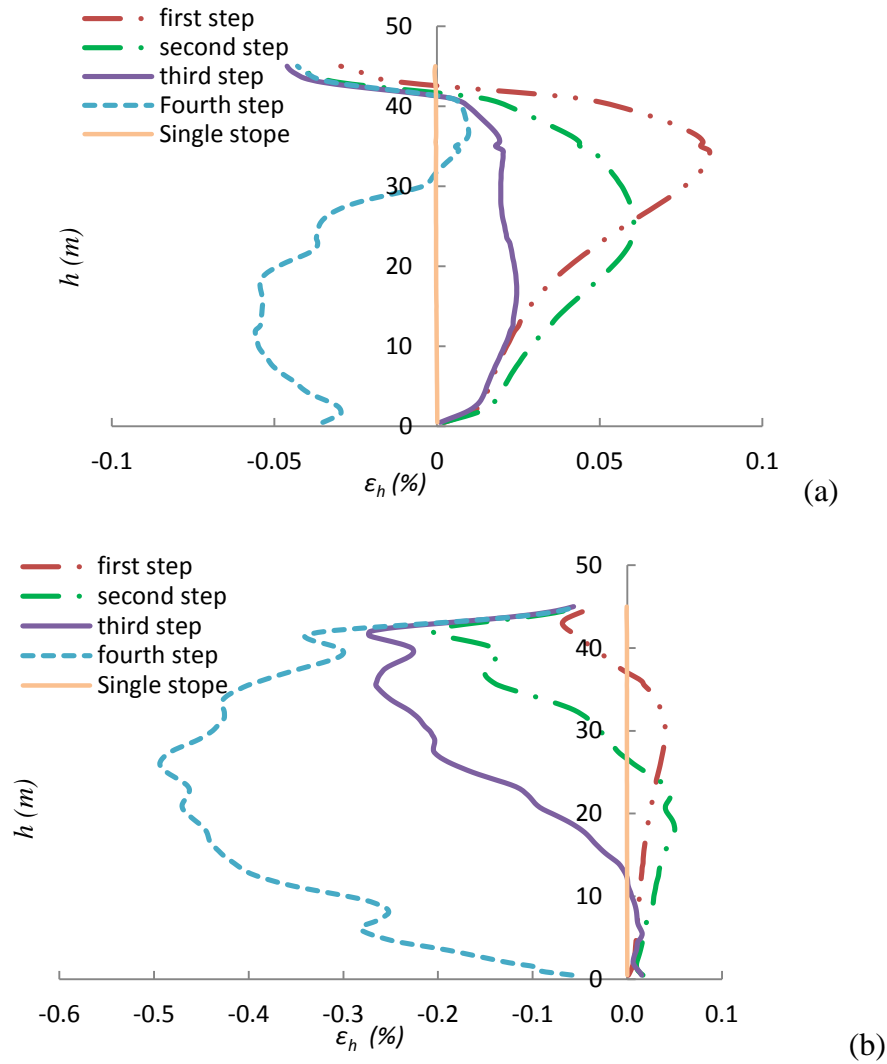 50
first step
second step
third step
Fourth step
Single stope
40
30
20
10
0
h (m)
-0.1
-0.05
0
0.05
0.1
εh (%)
(a)
50
first step
second step
third step
fourth step
Single stope
40
30
20
10
0
h (m)
-0.6
-0.5
-0.4
-0.3
-0.2
-0.1
0.0
0.1
εh (%)
(b)